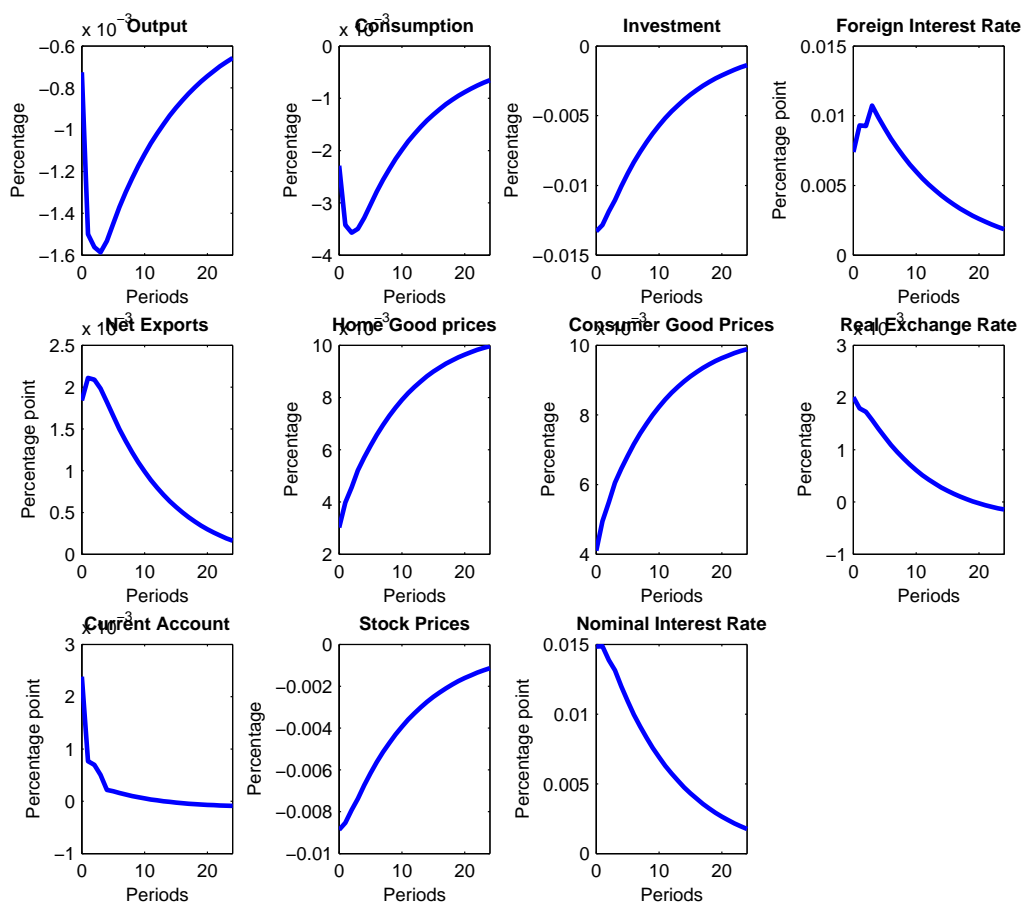 Output
x 10−3
Percentage
−0.6
−0.8
−1
−1.2
−1.4
−1.6
0 10 20
Periods
Consumption
x 10−3
Percentage
0
−1
−2
−3
−4
0 10 20
Periods
Investment
Percentage
0
−0.005
−0.01
−0.015
0 10 20
Periods
Foreign Interest Rate
Percentage point
0.015
0.01
0.005
0
0 10 20
Periods
Net Exports
x 10−3
Percentage point
2.5
2
1.5
1
0.5
0
0 10 20
Periods
Home Good prices
x 10−3
Percentage
10
8
6
4
2
0 10 20
Periods
Consumer Good Prices
x 10−3
Percentage
10
8
6
4
0 10 20
Periods
Real Exchange Rate
x 10−3
Percentage
3
2
1
0
−1
0 10 20
Periods
Current Account
x 10−3
Percentage point
3
2
1
0
−1
0 10 20
Periods
Stock Prices
Percentage
0
−0.002
−0.004
−0.006
−0.008
−0.01
0 10 20
Periods
Nominal Interest Rate
Percentage point
0.015
0.01
0.005
0
0 10 20
Periods